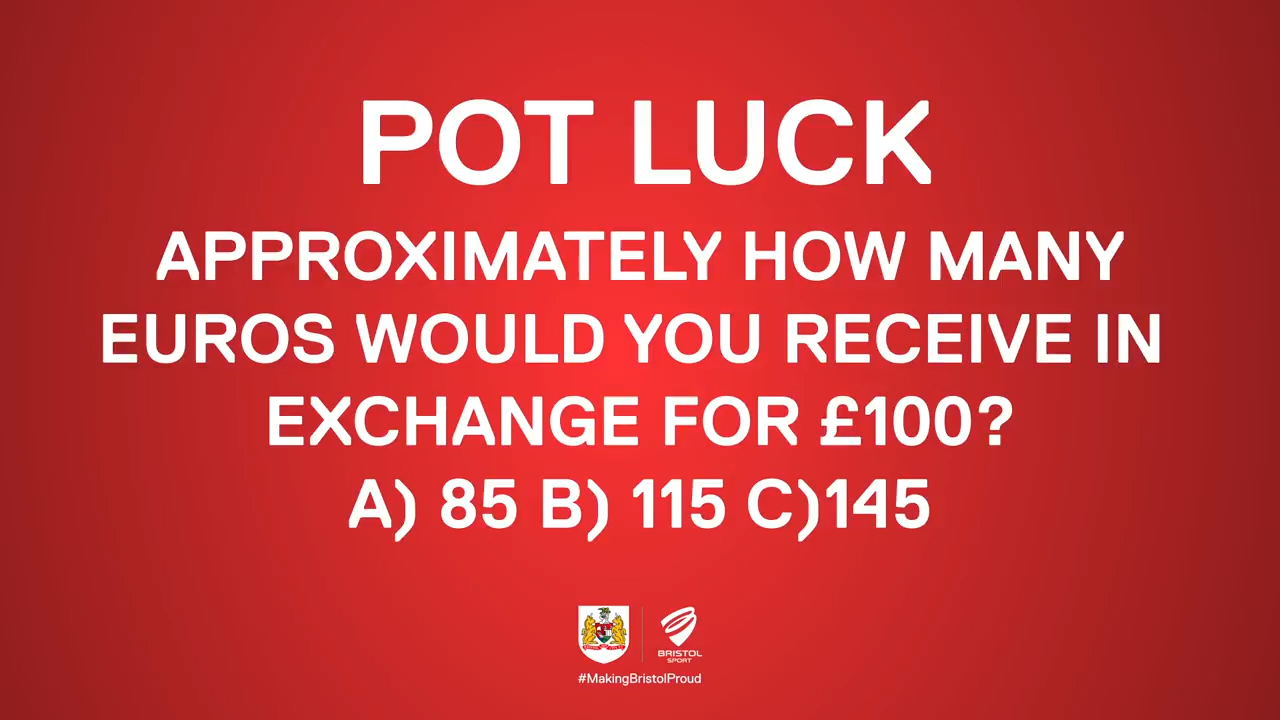 POT LUCK
APPROXIMATELY HOW MANY
EUROS WOULD YOU RECEIVE IN
EXCHANGE FOR £100?
A) 85 B) 115 C)145
BRISTOL
SPORT
#MakingBristolProud